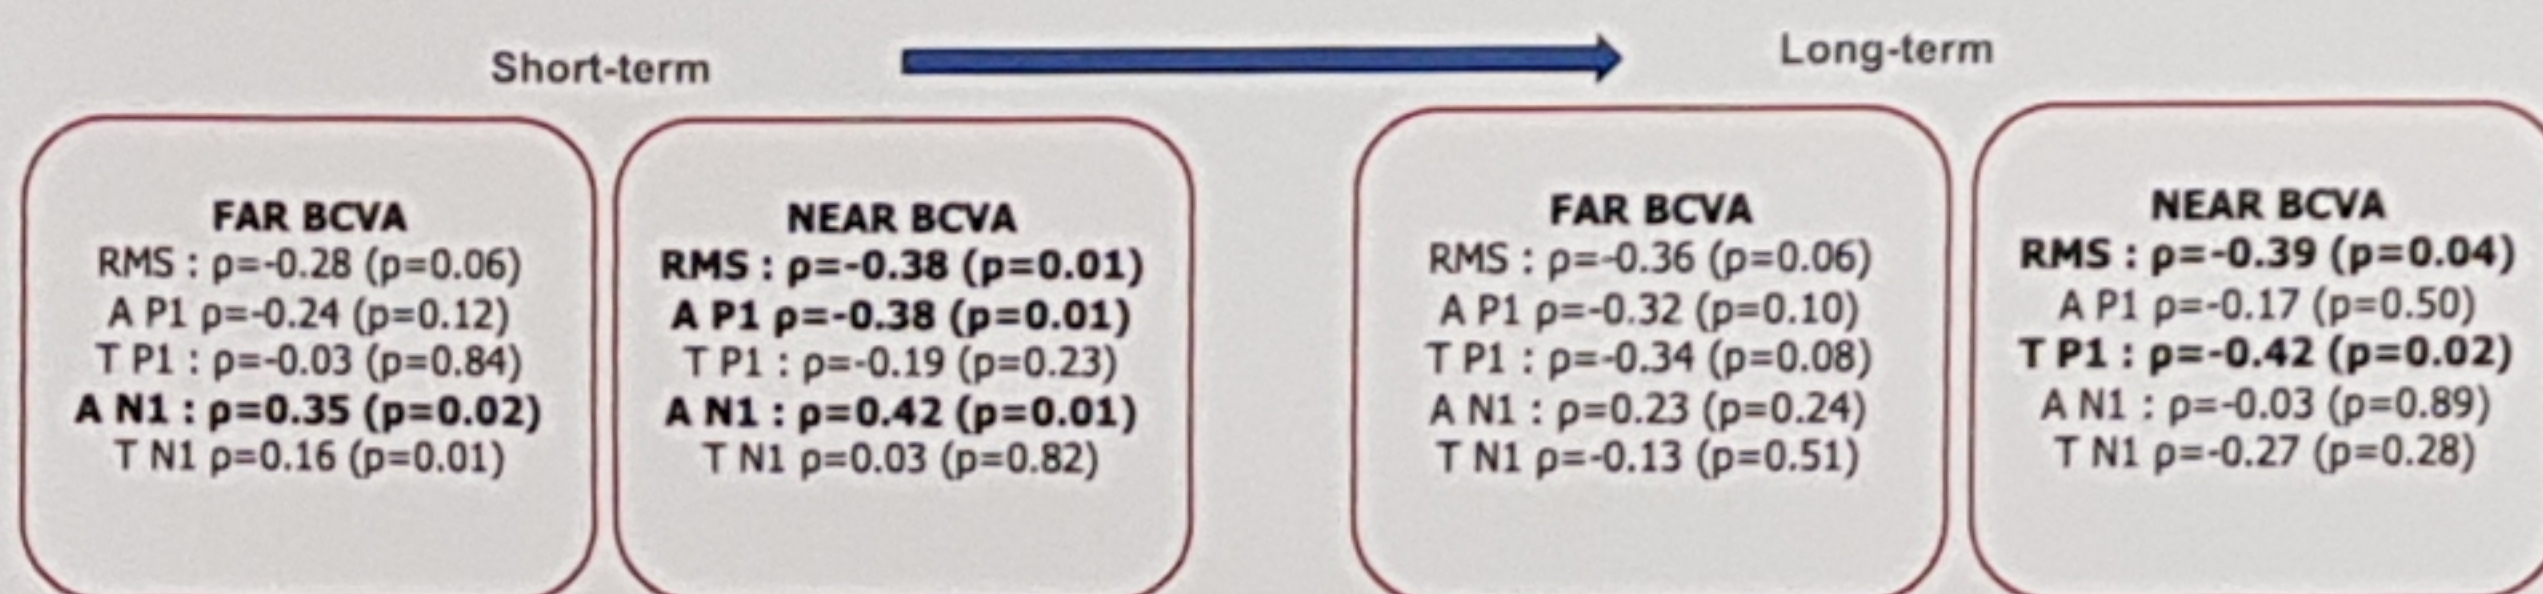 Short-term
Long-term
FAR BCVA
RMS : ρ=-0.28 (p=0.06)
A P1 ρ=-0.24 (p=0.12)
T P1 : ρ=-0.03 (p=0.84)
A N1 : ρ=0.35 (p=0.02)
T N1 ρ=0.16 (p=0.01)
NEAR BCVA
RMS : ρ=-0.38 (p=0.01)
A P1 ρ=-0.38 (p=0.01)
T P1 : ρ=-0.19 (p=0.23)
A N1 : ρ=0.42 (p=0.01)
T N1 ρ=0.03 (p=0.82)
FAR BCVA
RMS : ρ=-0.36 (p=0.06)
A P1 ρ=-0.32 (p=0.10)
T P1 : ρ=-0.34 (p=0.08)
A N1 : ρ=0.23 (p=0.24)
T N1 ρ=-0.13 (p=0.51)
NEAR BCVA
RMS : ρ=-0.39 (p=0.04)
A P1 ρ=-0.17 (p=0.50)
T P1 : ρ=-0.42 (p=0.02)
A N1 : ρ=-0.03 (p=0.89)
T N1 ρ=-0.27 (p=0.28)